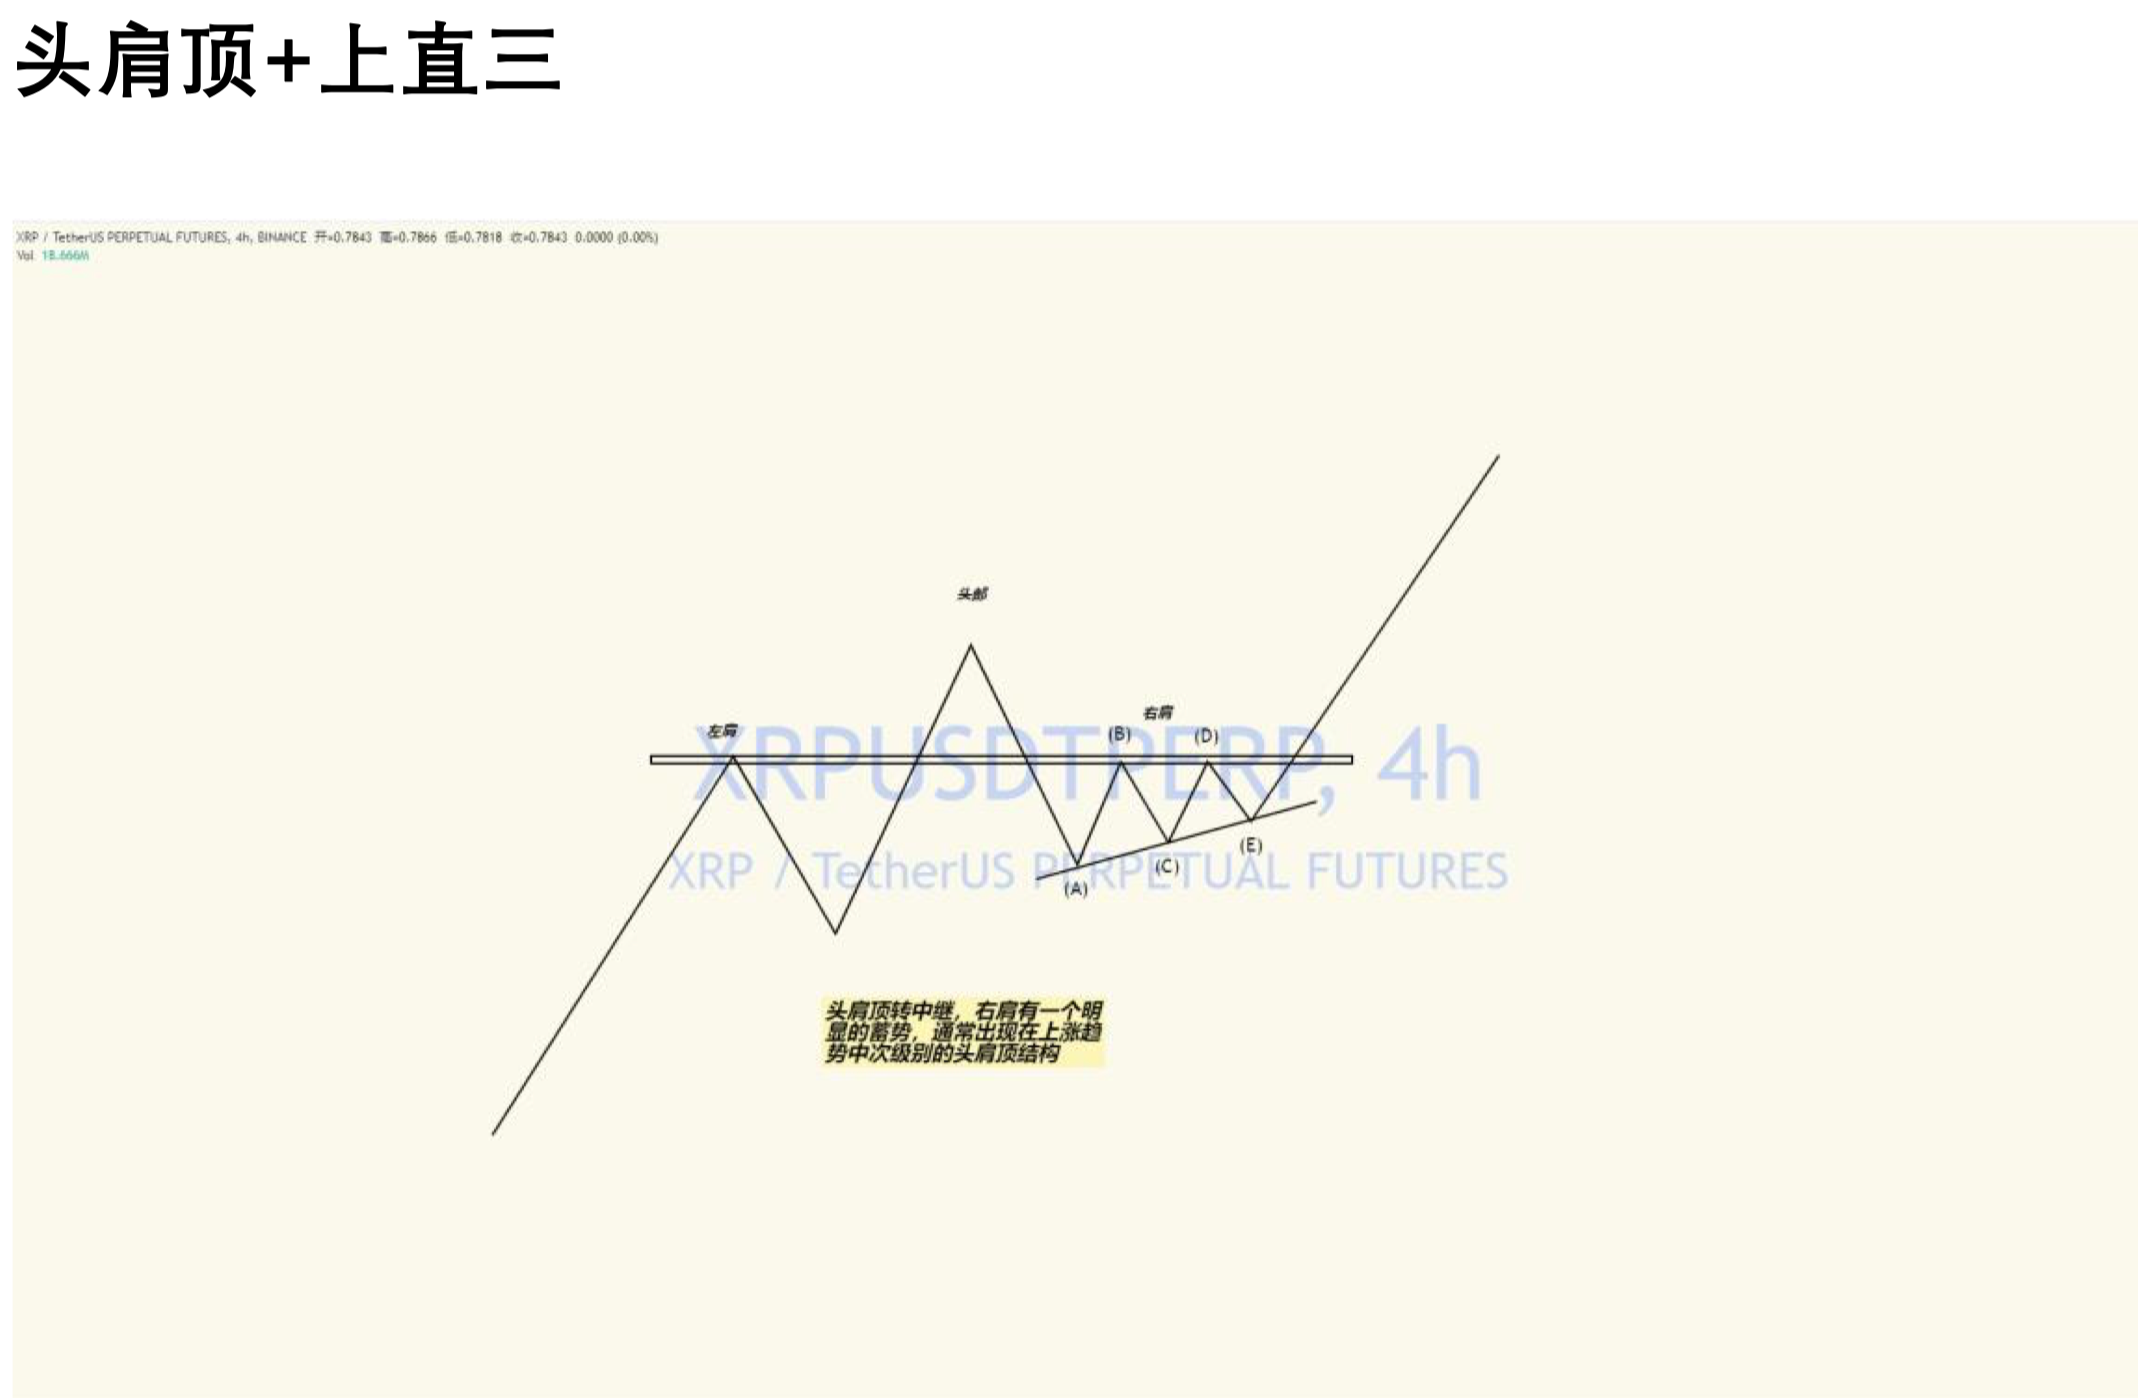 头肩顶+上直三
XRP / TetherUS PERPETUAL FUTURES, 4h, BINANCE 开=0.7843 高=0.7866 低=0.7818 收=0.7843 0.0000 (0.00%)
Vol 18.666M
头部
左肩
右肩
(B)
(D)
XRPUSDTPERP, 4h
(E)
(C)
(A)
XRP / TetherUS PERPETUAL FUTURES
头肩顶转中继，右肩有一个明
显的蓄势，通常出现在上涨趋
势中次级别的头肩顶结构